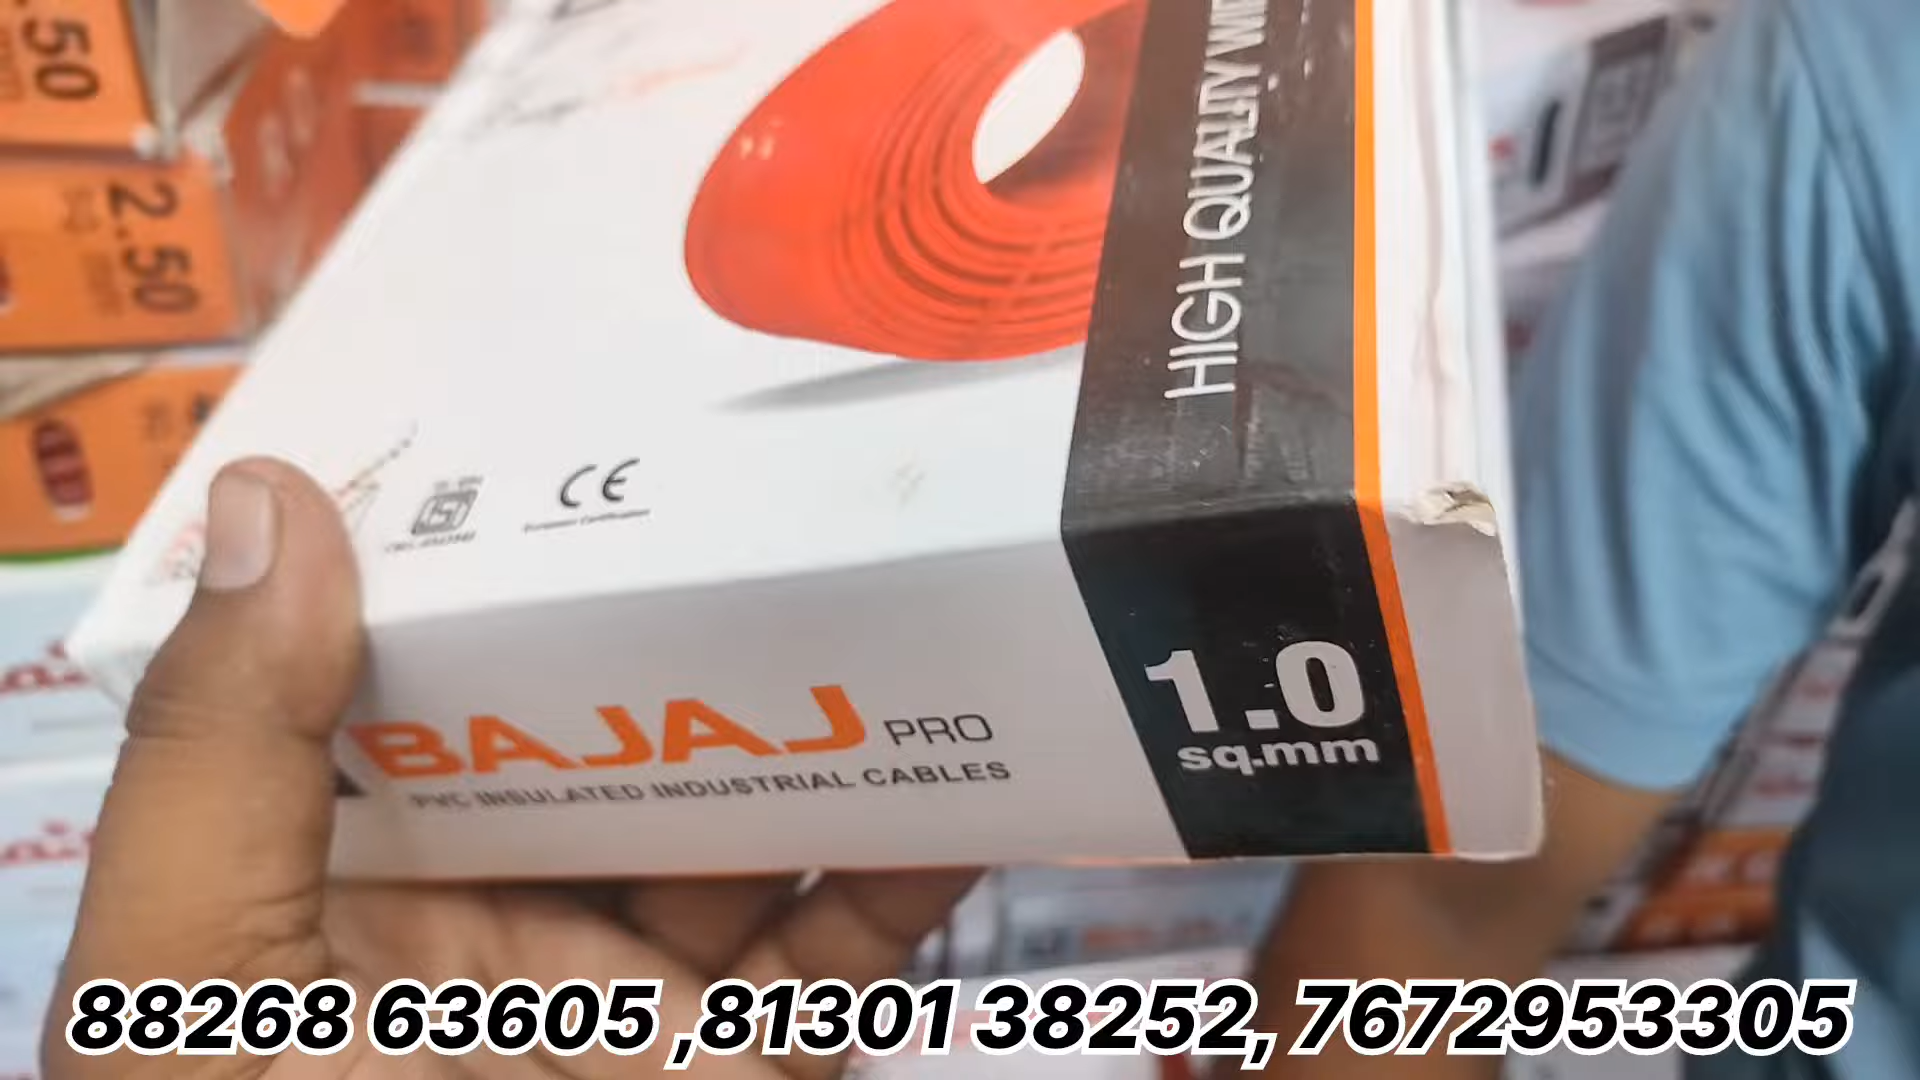 .50
2.50
HIGH QUALITY
CE
BAJAJ PRO
PVC INSULATED INDUSTRIAL CABLES
1.0
sq.mm
88268 63605 ,81301 38252, 7672953305